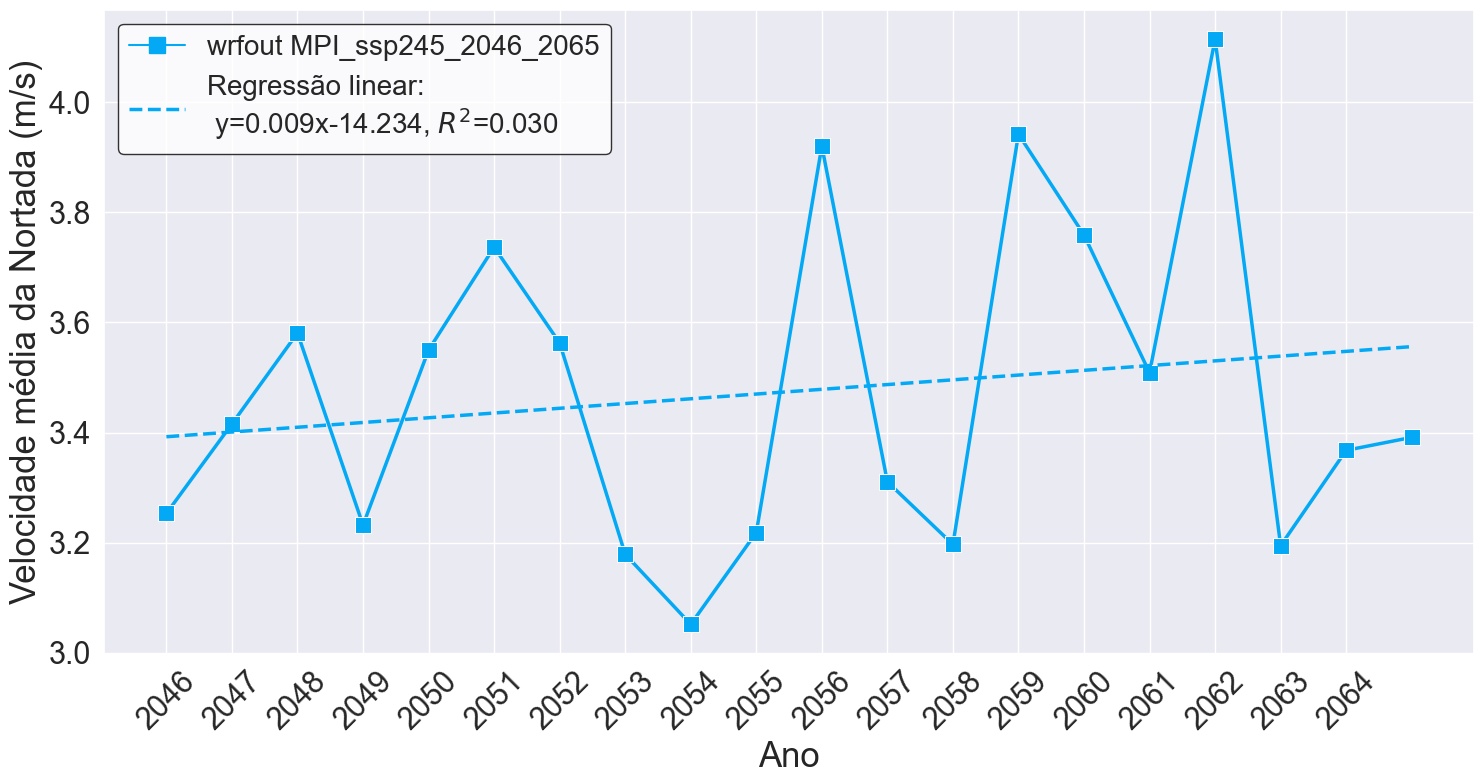 wrfout MPI_ssp245_2046_2065
Regressão linear:
y=0.009x-14.234, R²=0.030
Velocidade média da Nortada (m/s)
4.0
3.8
3.6
3.4
3.2
3.0
2046 2047 2048 2049 2050 2051 2052 2053 2054 2055 2056 2057 2058 2059 2060 2061 2062 2063 2064
Ano